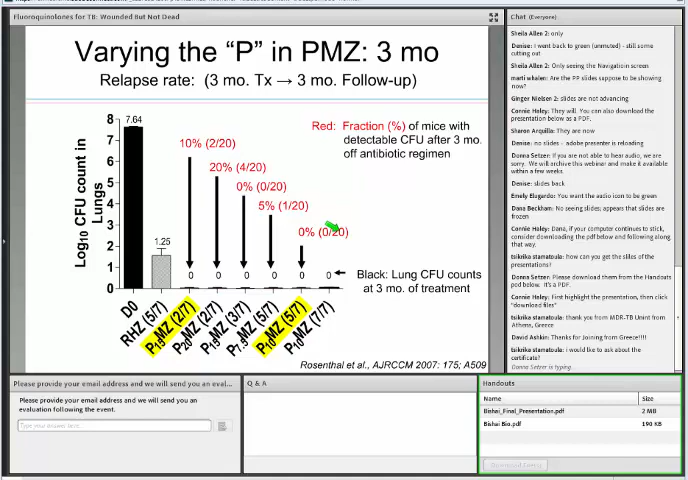 Fluoroquinolones for TB: Wounded But Not Dead
Varying the “P” in PMZ: 3 mo
Relapse rate: (3 mo. Tx → 3 mo. Follow-up)
Log10 CFU count in
Lungs
8
7
6
5
4
3
2
1
0
7.64
1.25
10% (2/20)
20% (4/20)
0% (0/20)
5% (1/20)
0% (0/20)
0
0
0
0
0
0
Red: Fraction (%) of mice with
detectable CFU after 3 mo.
off antibiotic regimen
Black: Lung CFU counts
at 3 mo. of treatment
D0
RHZ (5/7)
P15MZ (2/7)
P20MZ (2/7)
P15MZ (3/7)
P7.5MZ (5/7)
P10MZ (5/7)
P10MZ (7/7)
Rosenthal et al., AJRCCM 2007: 175; A509
Chat (Everyone)
Sheila Allen 2: only
Denise: I went back to green (unmuted) - still some
cutting out
Sheila Allen 2: Only seeing the Navigatioin screen
marti whalen: Are the PP slides suppose to be showing
now?
Ginger Nielsen 2: slides are not advancing
Connie Haley: They will. You can also download the
presentation below as a PDF.
Sharon Arquilla: They are now
Denise: no slides - adobe presenter is reloading
Donna Setzer: If you are not able to hear audio, we are
sorry. We will archive this webinar and make it available
within a few weeks.
Denise: slides back
Emely Elugardo: You want the audio icon to be green
Dana Beckham: No seeing slides; appears that slides are
frozen
Connie Haley: Dana, if your computer continues to stick,
consider downloading the pdf below and following along
that way.
tsikrika stamatoula: how can you get the sliles of the
presentations?
Donna Setzer: Please download them from the Handouts
pod below. it's a PDF.
Connie Haley: First highlight the presentation, then click
"download files"
tsikrika stamatoula: thank you from MDR-TB Unint from
Athens, Greece
David Ashkin: Thanks for Joining from Greece!!!!
tsikrika stamatoula: i would like to ask about the
certificate?
Donna Setzer is typing...
Please provide your email address and we will send you an eval...
Please provide your email address and we will send you an
evaluation following the event.
Type your answer here...
Q & A
Handouts
Name Size
Bishai_Final_Presentation.pdf 2 MB
Bishai Bio.pdf 190 KB
Download File(s)